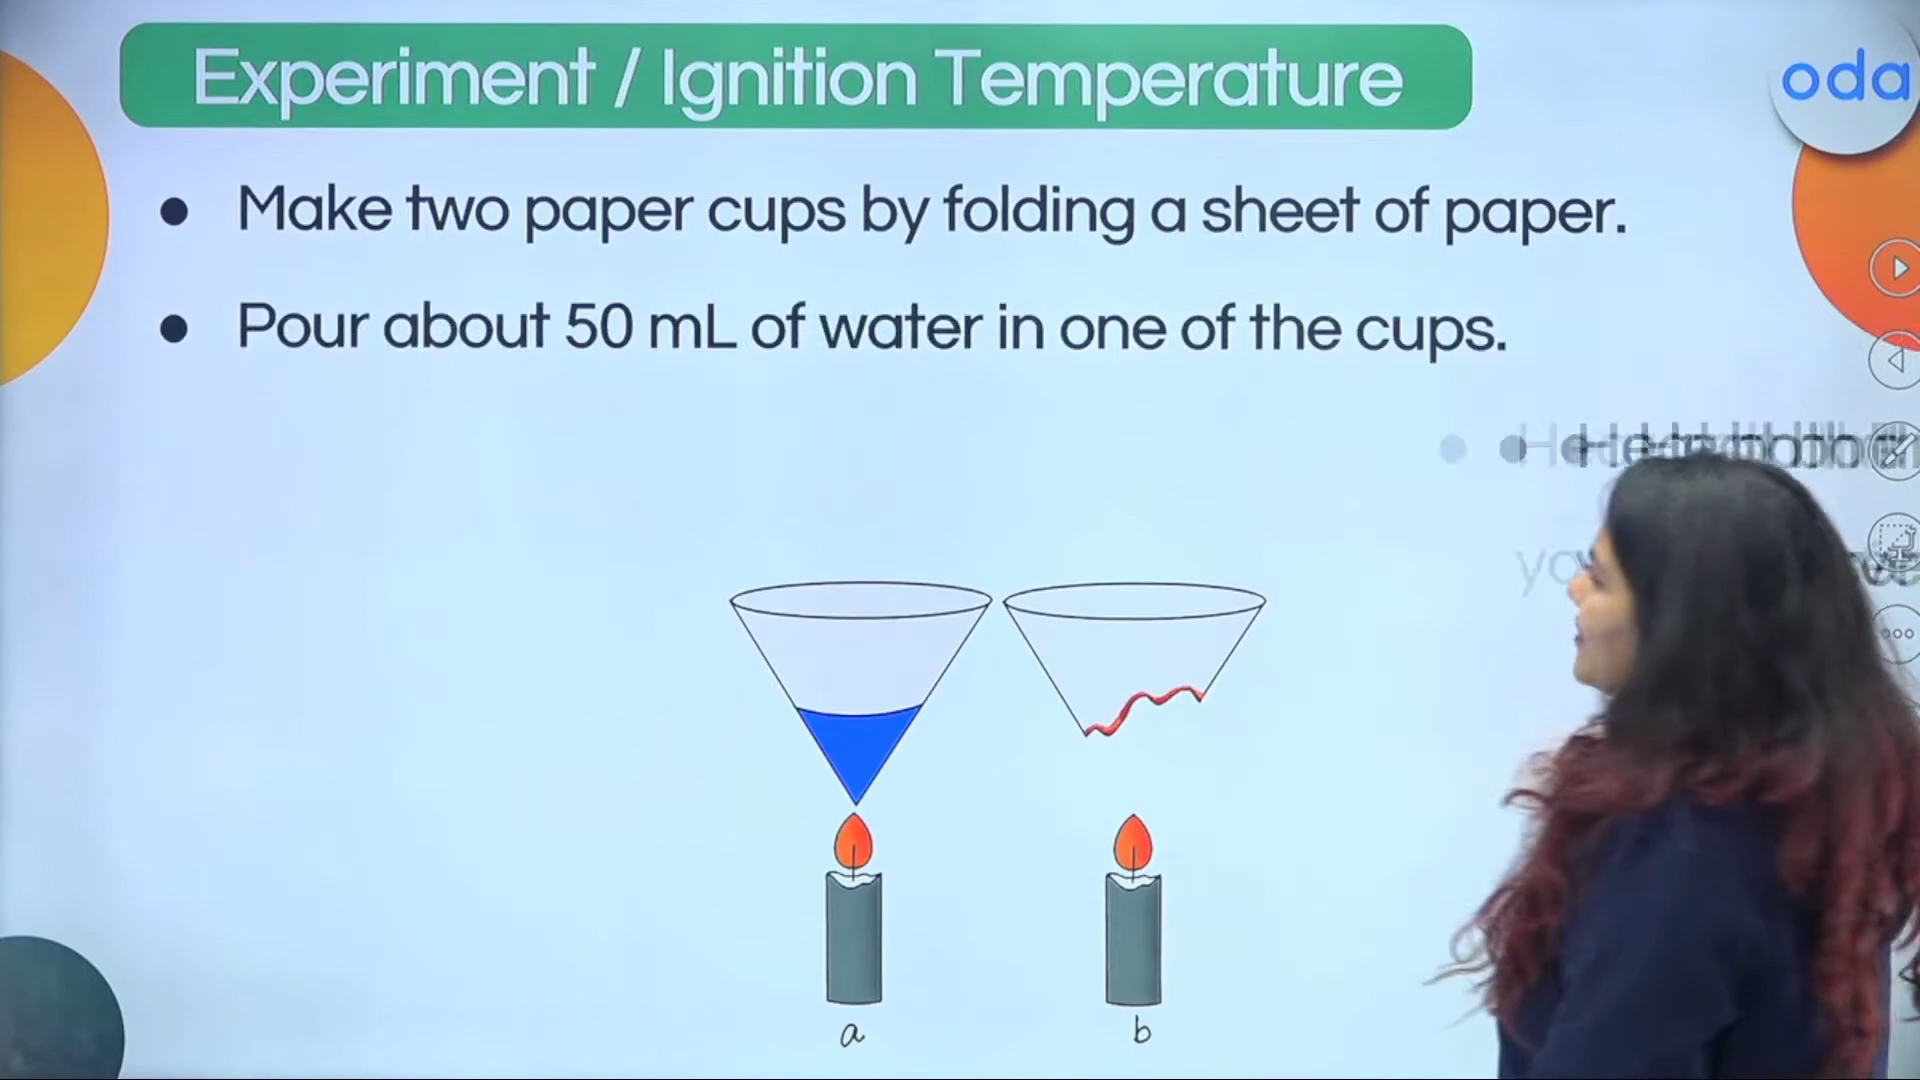 Experiment / Ignition Temperature
oda
● Make two paper cups by folding a sheet of paper.
● Pour about 50 mL of water in one of the cups.
a
b